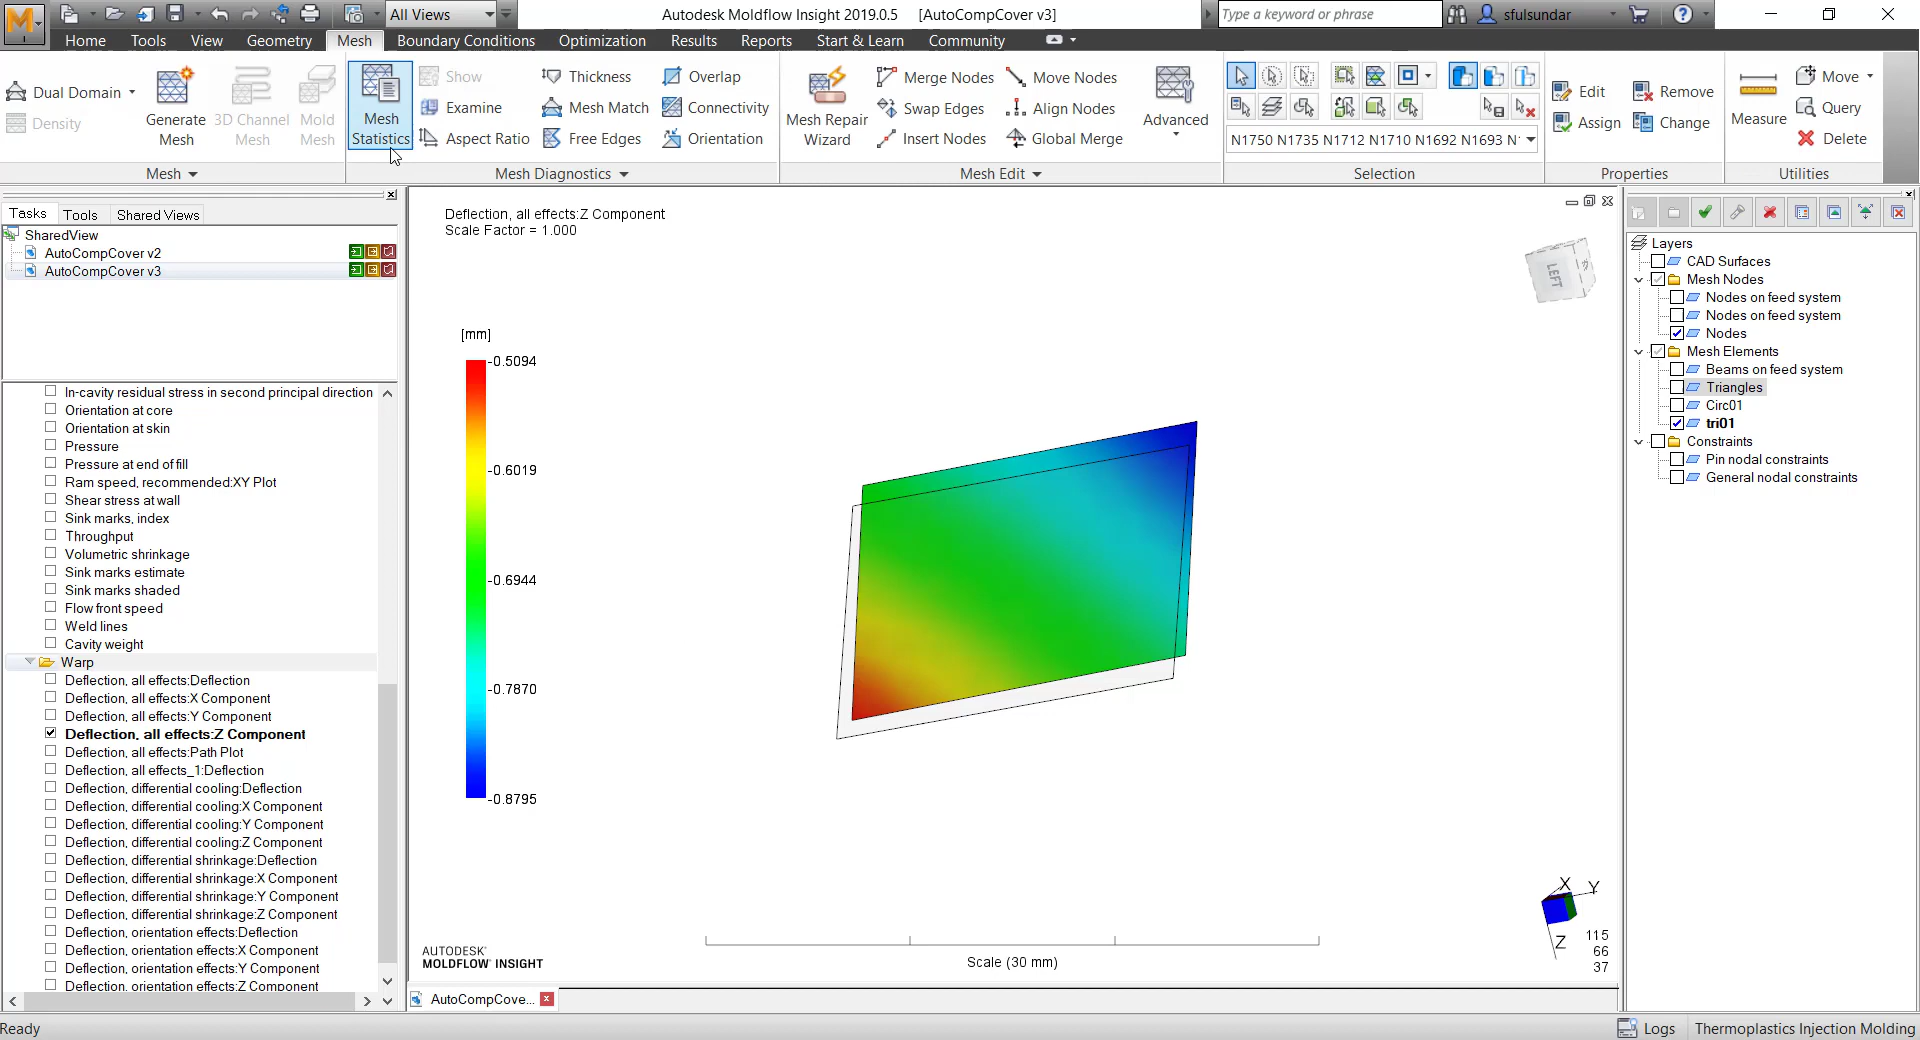 All Views
Autodesk Moldflow Insight 2019.0.5 [AutoCompCover v3]
Type a keyword or phrase
sfulsundar
Home Tools View Geometry Mesh Boundary Conditions Optimization Results Reports Start & Learn Community
Dual Domain
Density
Generate Mesh
3D Channel Mesh
Mold Mesh
Mesh
Mesh Statistics
Show
Examine
Aspect Ratio
Thickness
Mesh Match
Free Edges
Overlap
Connectivity
Orientation
Mesh Diagnostics
Mesh Repair Wizard
Merge Nodes
Swap Edges
Insert Nodes
Move Nodes
Align Nodes
Global Merge
Advanced
Mesh Edit
N1750 N1735 N1712 N1710 N1692 N1693 N'
Selection
Edit
Assign
Remove
Change
Properties
Measure
Move
Query
Delete
Utilities
Tasks Tools Shared Views
SharedView
AutoCompCover v2
AutoCompCover v3
In-cavity residual stress in second principal direction
Orientation at core
Orientation at skin
Pressure
Pressure at end of fill
Ram speed, recommended:XY Plot
Shear stress at wall
Sink marks, index
Throughput
Volumetric shrinkage
Sink marks estimate
Sink marks shaded
Flow front speed
Weld lines
Cavity weight
Warp
Deflection, all effects:Deflection
Deflection, all effects:X Component
Deflection, all effects:Y Component
Deflection, all effects:Z Component
Deflection, all effects:Path Plot
Deflection, all effects_1:Deflection
Deflection, differential cooling:Deflection
Deflection, differential cooling:X Component
Deflection, differential cooling:Y Component
Deflection, differential cooling:Z Component
Deflection, differential shrinkage:Deflection
Deflection, differential shrinkage:X Component
Deflection, differential shrinkage:Y Component
Deflection, differential shrinkage:Z Component
Deflection, orientation effects:Deflection
Deflection, orientation effects:X Component
Deflection, orientation effects:Y Component
Deflection, orientation effects:Z Component
Deflection, all effects:Z Component
Scale Factor = 1.000
[mm]
-0.5094
-0.6019
-0.6944
-0.7870
-0.8795
LEFT
X Y
Z
115
66
37
AUTODESK
MOLDFLOW INSIGHT
Scale (30 mm)
AutoCompCove...
Layers
CAD Surfaces
Mesh Nodes
Nodes on feed system
Nodes on feed system
Nodes
Mesh Elements
Beams on feed system
Triangles
Circ01
tri01
Constraints
Pin nodal constraints
General nodal constraints
Ready
Logs
Thermoplastics Injection Molding